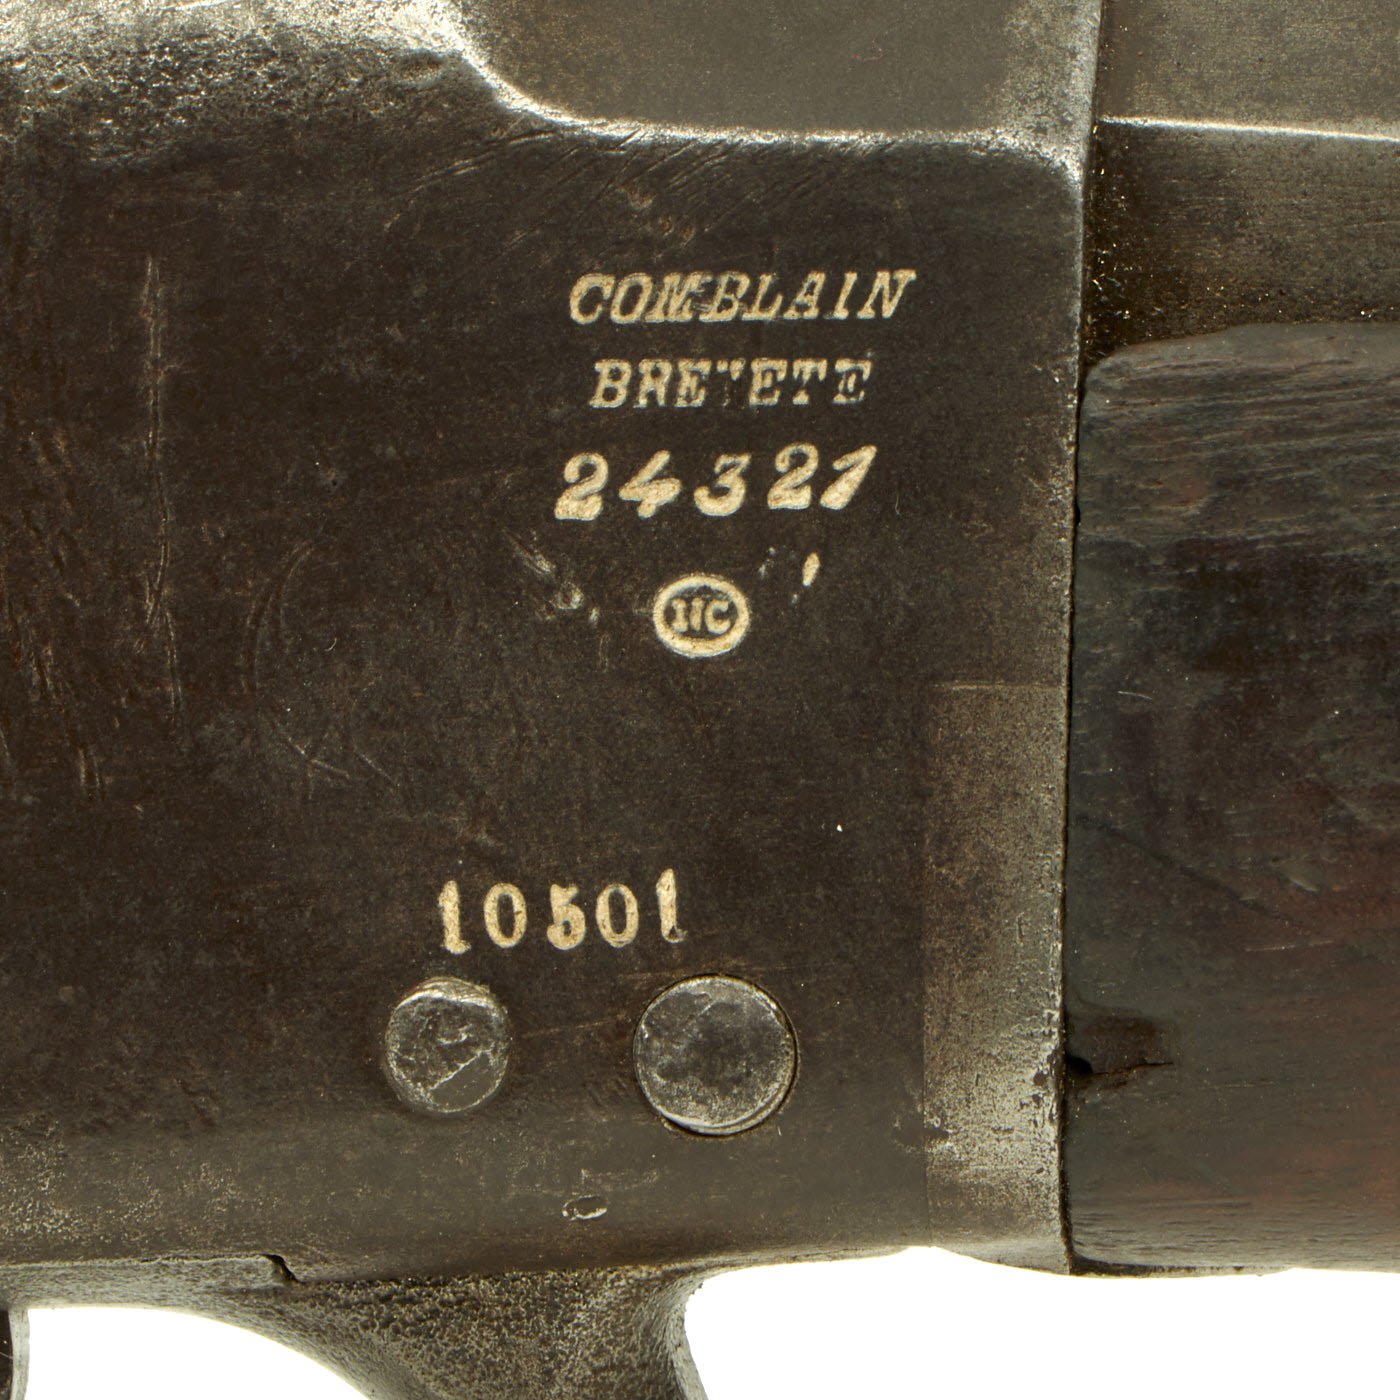 COMBLAIN
BREVETE
24321
HC
10501